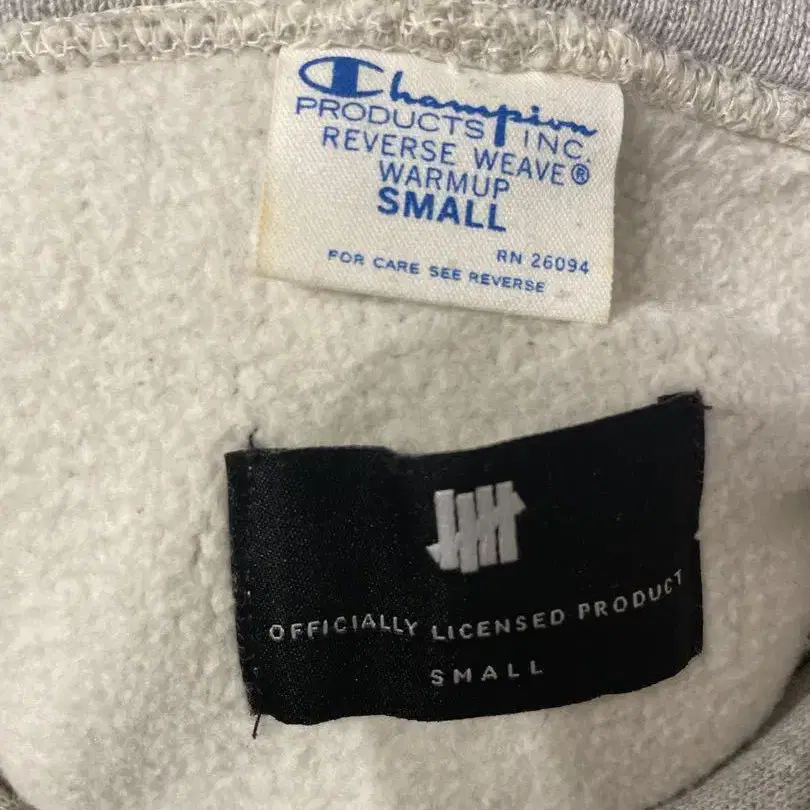 Champion
PRODUCTS INC.
REVERSE WEAVE®
WARMUP
SMALL
RN 26094
FOR CARE SEE REVERSE
OFFICIALLY LICENSED PRODUCT
SMALL